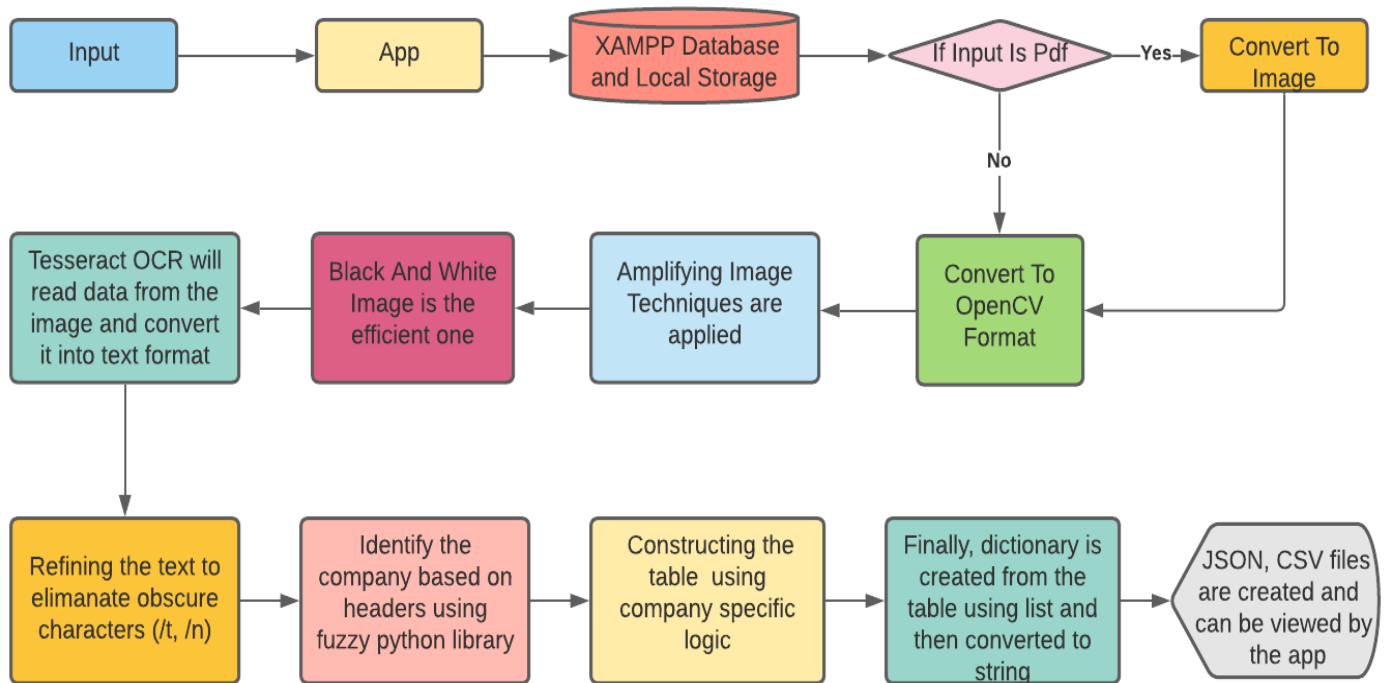 Input
App
XAMPP Database
and Local Storage
If Input Is Pdf
Yes
Convert To
Image
No
Tesseract OCR will
read data from the
image and convert
it into text format
Black And White
Image is the
efficient one
Amplifying Image
Techniques are
applied
Convert To
OpenCV
Format
Refining the text to
elimanate obscure
characters (/t, /n)
Identify the
company based on
headers using
fuzzy python library
Constructing the
table using
company specific
logic
Finally, dictionary is
created from the
table using list and
then converted to
string
JSON, CSV files
are created and
can be viewed by
the app